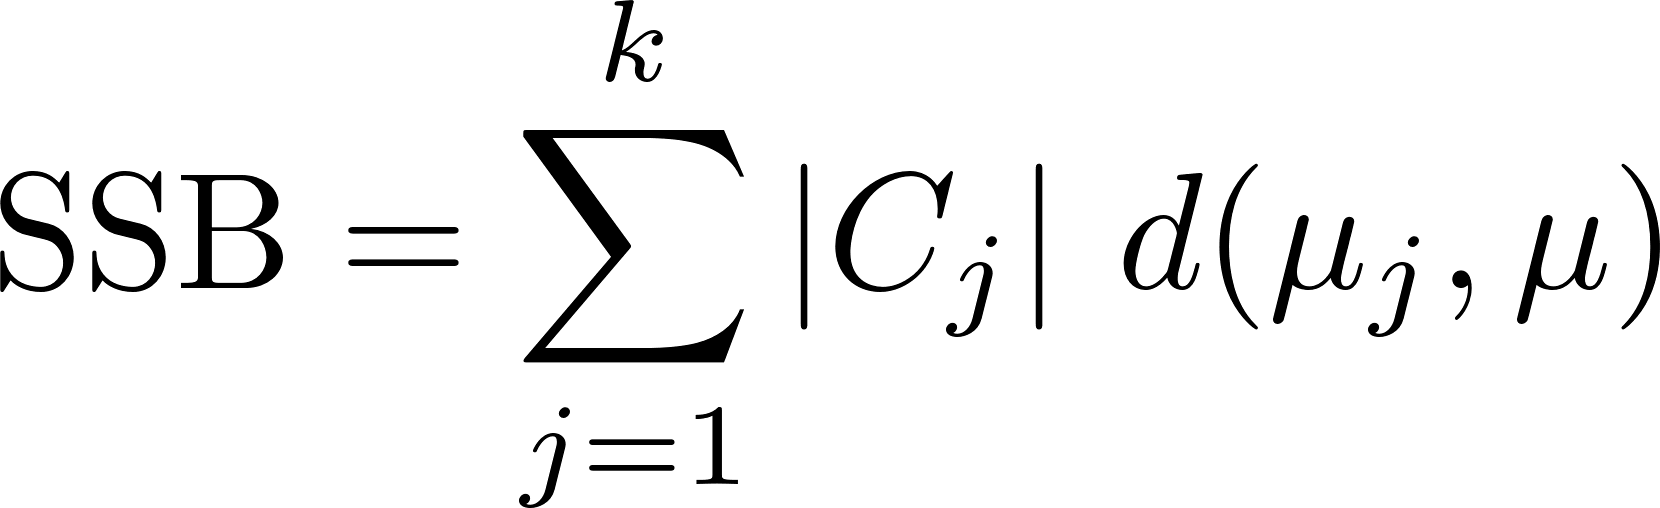 SSB = \sum_{j=1}^{k} |C_j| d(\mu_j, \mu)